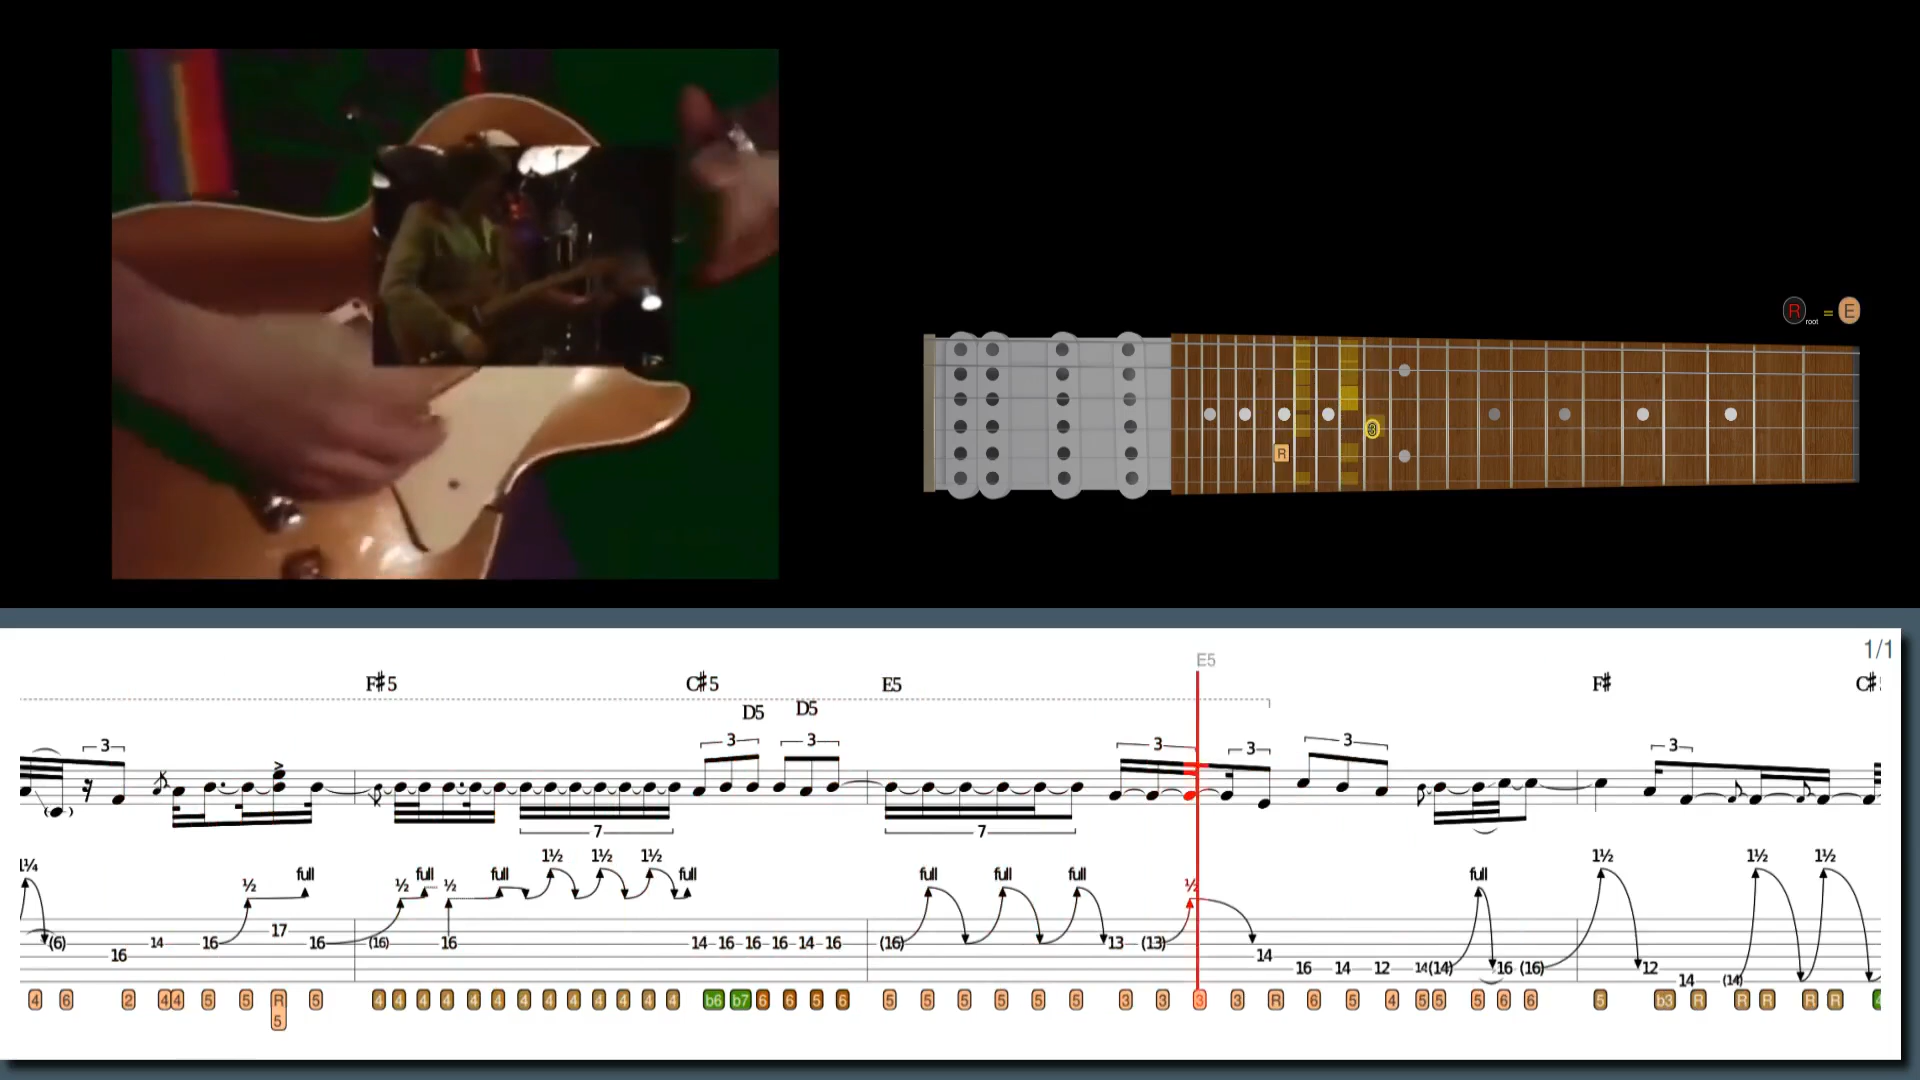 R root = E
3
R
1/1
E5
F#5 C#5 E5 F# C#
D5 D5
3 3 3 3 3 3 3
7 7
1¼ ½ full ½ full ½ full 1½ 1½ 1½ full full full full ½ full 1½ 1½ 1½
(6) 16 14 16 17 16 (16) 16 14 16 16 16 14 16 (16) 13 (13) 14 16 14 12 14 (14) 16 (16) 12 14 (14)
4 6 2 4 4 5 5 R 5 4 4 4 4 4 4 4 4 4 4 4 4 4 b6 b7 6 6 5 6 5 5 5 5 5 5 3 3 3 3 R 6 5 4 5 5 5 6 6 5 b3 R R R R R
5